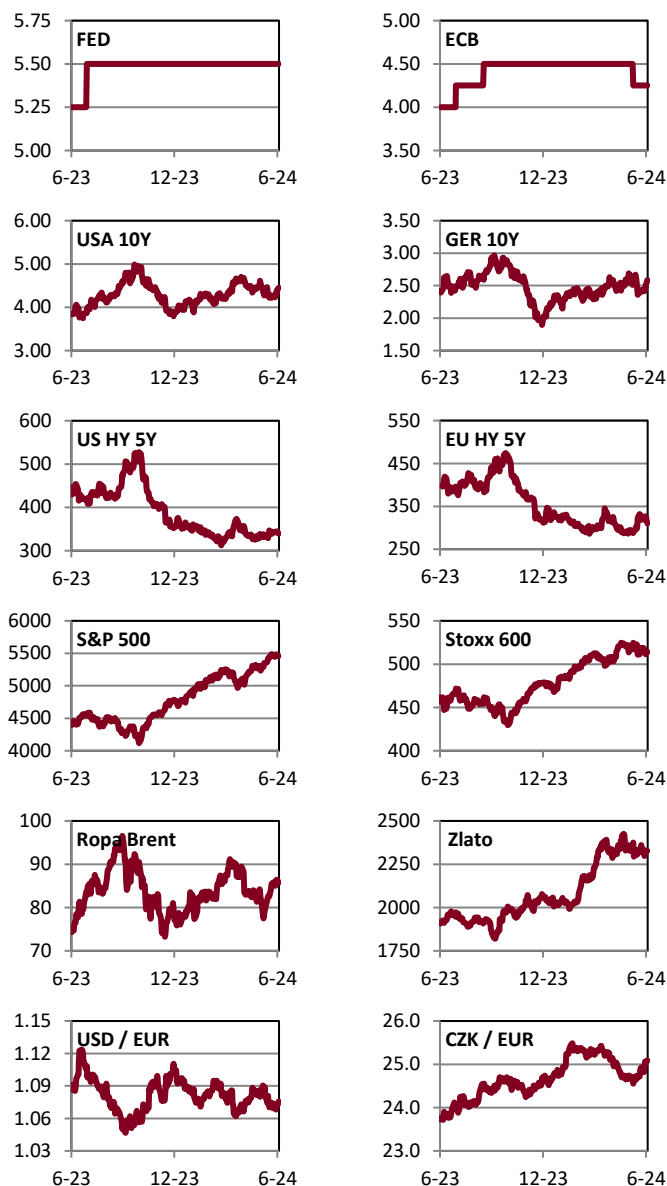 FED
5.75
5.50
5.25
5.00
6-23 12-23 6-24
ECB
5.00
4.50
4.00
3.50
6-23 12-23 6-24
USA 10Y
6.00
5.00
4.00
3.00
6-23 12-23 6-24
GER 10Y
3.50
3.00
2.50
2.00
1.50
6-23 12-23 6-24
US HY 5Y
600
500
400
300
6-23 12-23 6-24
EU HY 5Y
550
450
350
250
6-23 12-23 6-24
S&P 500
6000
5500
5000
4500
4000
6-23 12-23 6-24
Stoxx 600
550
500
450
400
6-23 12-23 6-24
Ropa Brent
100
90
80
70
6-23 12-23 6-24
Zlato
2500
2250
2000
1750
6-23 12-23 6-24
USD / EUR
1.15
1.12
1.09
1.06
1.03
6-23 12-23 6-24
CZK / EUR
26.0
25.0
24.0
23.0
6-23 12-23 6-24